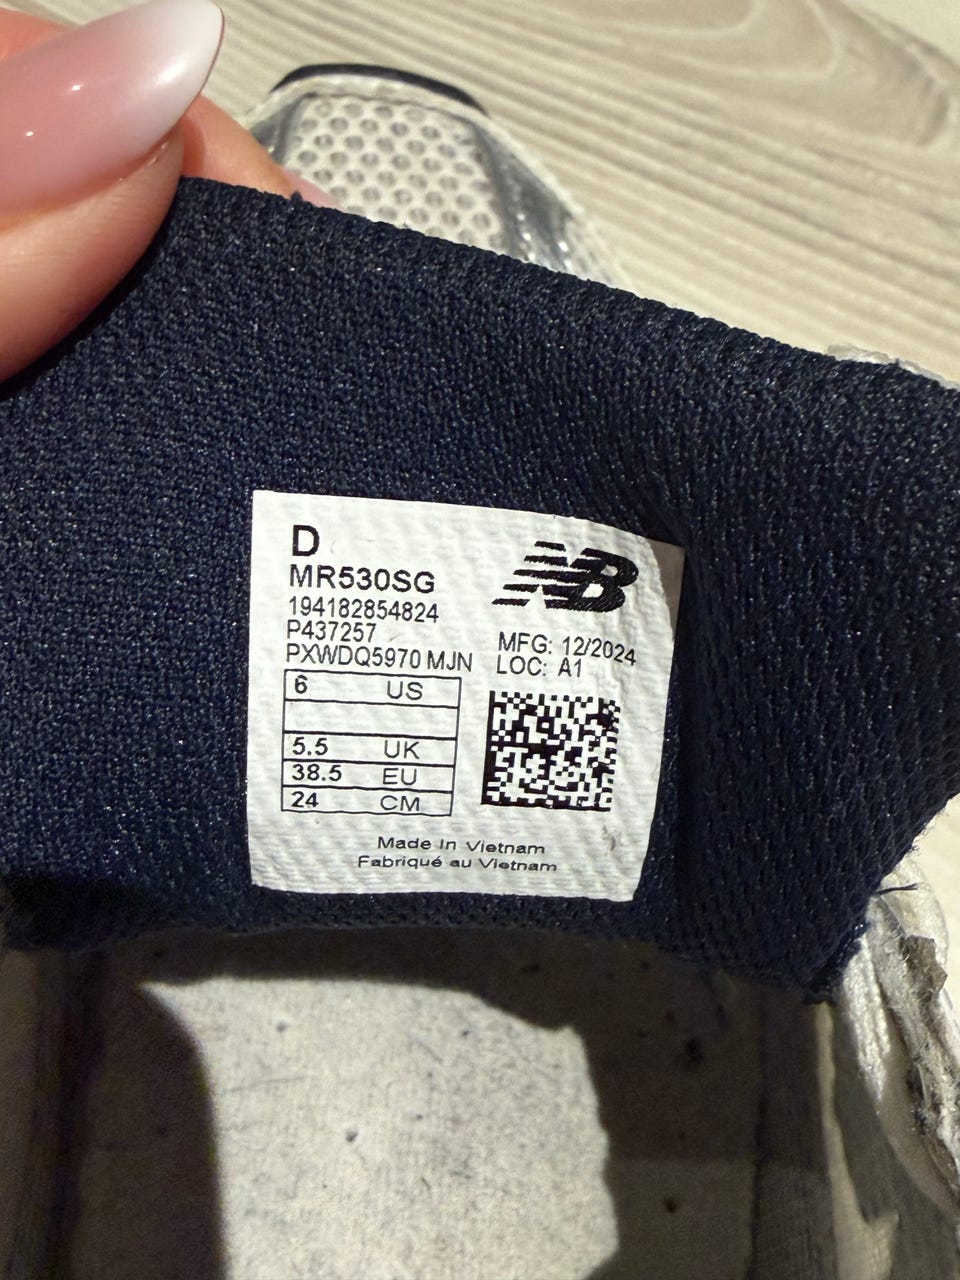 D
MR530SG
194182854824
P437257
PXWDQ5970 MJN
NB
MFG: 12/2024
LOC: A1
6 US
5.5 UK
38.5 EU
24 CM
Made In Vietnam
Fabriqué au Vietnam